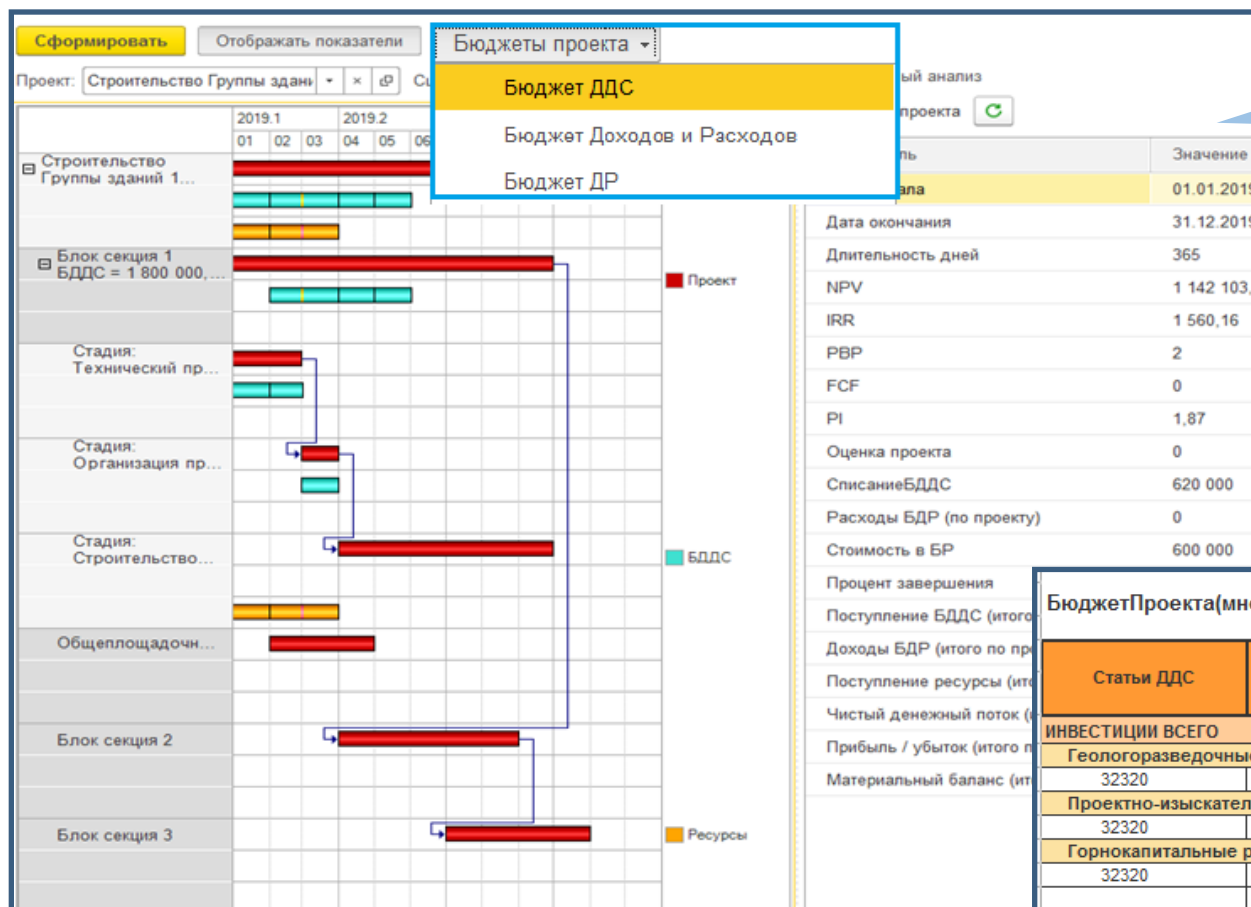 Сформировать
Отображать показатели
Бюджеты проекта
Проект: Строительство Группы здани
Бюджет ДДС
Бюджет Доходов и Расходов
Бюджет ДР
ый анализ
проекта
2019.1 2019.2
01 02 03 04 05 06
Строительство
Группы зданий 1...
Блок секция 1
БДДС = 1 800 000,...
Стадия:
Технический пр...
Стадия:
Организация пр...
Стадия:
Строительство...
Общеплощадочн...
Блок секция 2
Блок секция 3
Проект
БДДС
Ресурсы
Значение
ала 01.01.2019
Дата окончания 31.12.2019
Длительность дней 365
NPV 1 142 103,
IRR 1 560,16
PBP 2
FCF 0
PI 1,87
Оценка проекта 0
СписаниеБДДС 620 000
Расходы БДР (по проекту) 0
Стоимость в БР 600 000
Процент завершения
Поступление БДДС (итого
Доходы БДР (итого по пр
Поступление ресурсы (ито
Чистый денежный поток (
Прибыль / убыток (итого п
Материальный баланс (ит
БюджетПроекта(мн
Статьи ДДС
ИНВЕСТИЦИИ ВСЕГО
Геологоразведочны
32320
Проектно-изыскател
32320
Горнокапитальные р
32320